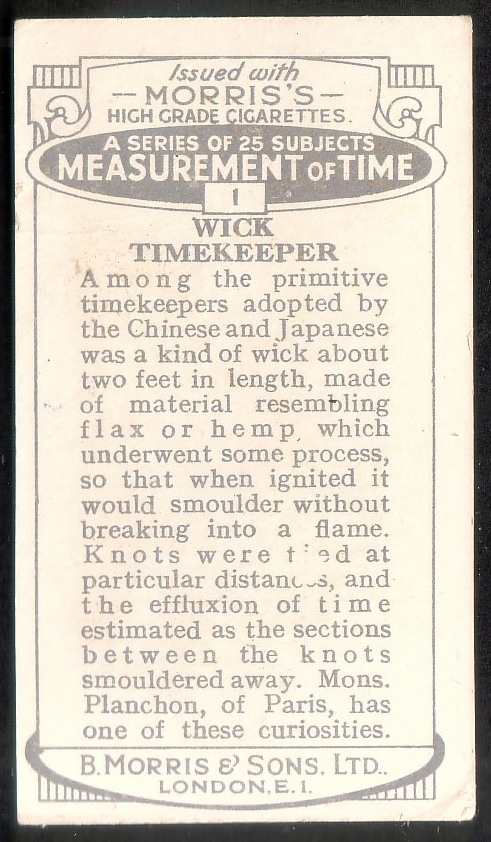 Issued with
— MORRIS'S —
HIGH GRADE CIGARETTES.
A SERIES OF 25 SUBJECTS
MEASUREMENT OF TIME
1
WICK
TIMEKEEPER
Among the primitive
timekeepers adopted by
the Chinese and Japanese
was a kind of wick about
two feet in length, made
of material resembling
flax or hemp, which
underwent some process,
so that when ignited it
would smoulder without
breaking into a flame.
Knots were tied at
particular distances, and
the effluxion of time
estimated as the sections
between the knots
smouldered away. Mons.
Planchon, of Paris, has
one of these curiosities.
B. MORRIS & SONS. LTD..
LONDON, E.1.